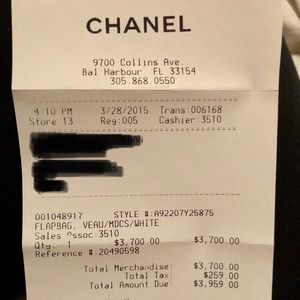 CHANEL
9700 Collins Ave.
Bal Harbour FL 33154
305.868.0550
4:10 PM 3/28/2015 Trans:006168
Store 13 Reg:005 Cashier:3510
001048917 STYLE #:A92207Y25876
FLAPBAG, VEAU/MDCS/WHITE
Sales Assoc:3510
Qty: 1 $3,700.00 $3,700.00
Reference #:20490598
Total Merchandise: $3,700.00
Total Tax: $259.00
Total Amount Due: $3,959.00